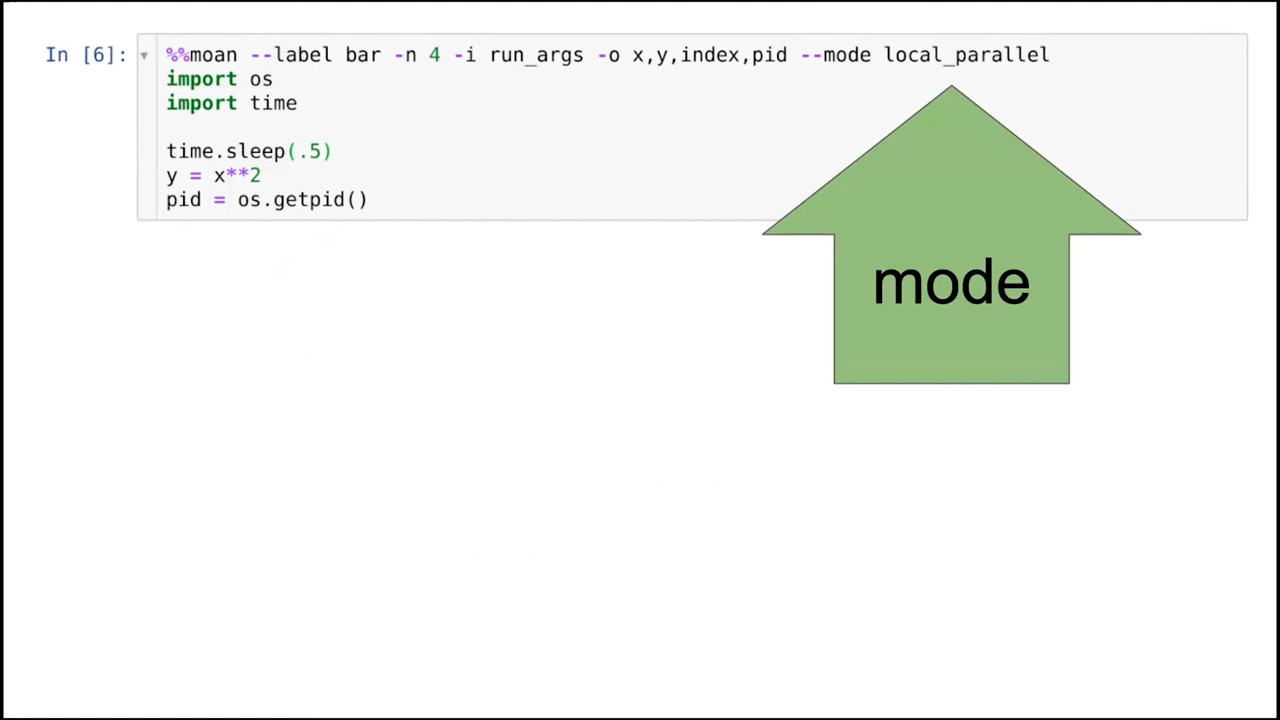 In [6]: %%moan --label bar -n 4 -i run_args -o x,y,index,pid --mode local_parallel
import os
import time
time.sleep(.5)
y = x**2
pid = os.getpid()
mode